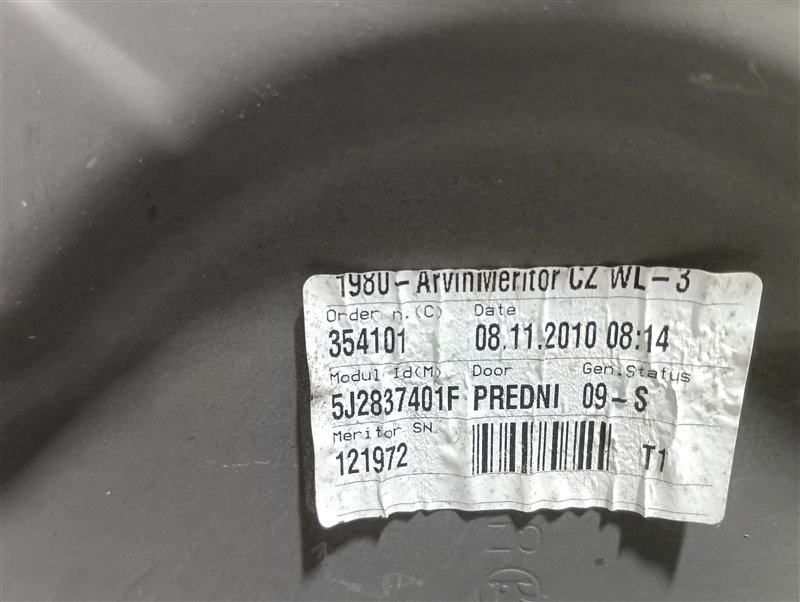 1980-ArvinMeritor CZ WL-3
Order n.(C) Date
354101 08.11.2010 08:14
Modul Id(M) Door Gen.Status
5J2837401F PREDNI 09-S
Meritor SN.
121972 T1